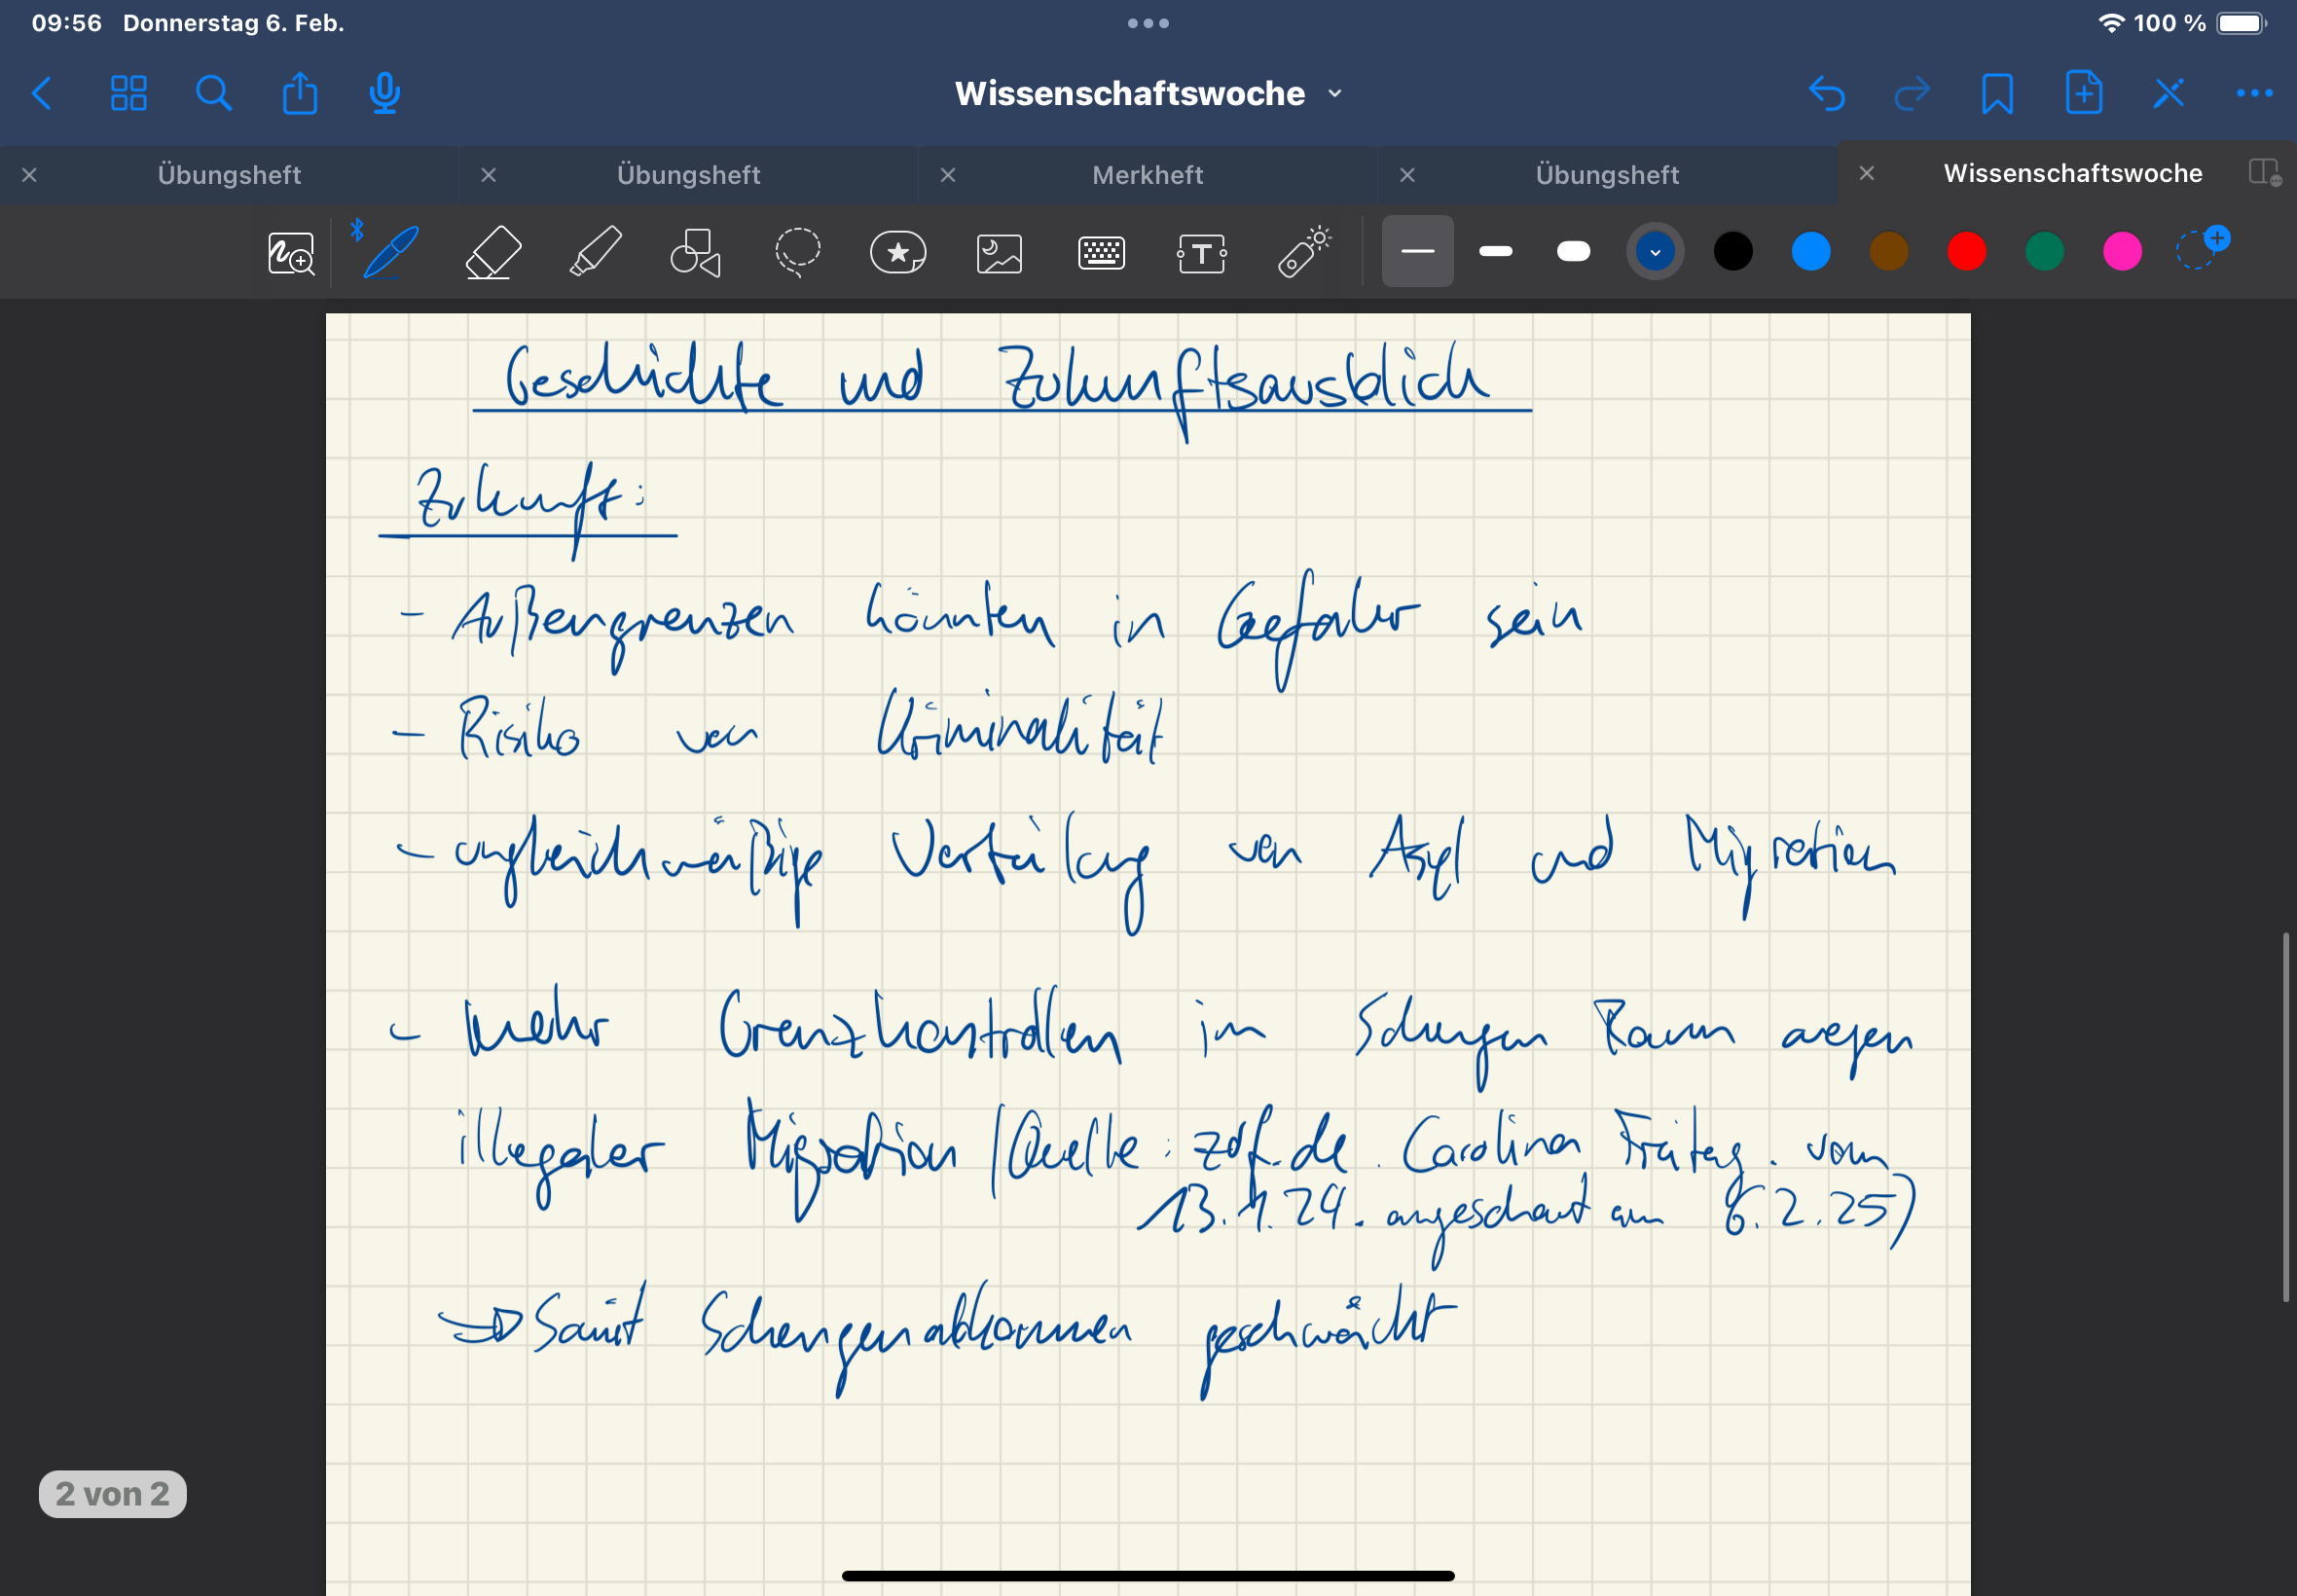 09:56 Donnerstag 6. Feb. 100 %
Wissenschaftswoche
Übungsheft Übungsheft Merkheft Übungsheft Wissenschaftswoche
T
Geschichte und Zukunftsausblick
Zukunft:
- Außengrenzen könnten in Gefahr sein
- Risiko von Kriminalität
- ungleichmäßige Verteilung von Asyl und Migration
- mehr Grenzkontrollen im Schengen Raum wegen
illegaler Migration (Quelle: zdf.de. Carolina Freitag. vom
13.9.24. angeschaut am 6.2.25)
→ Somit Schengenabkommen geschwächt
2 von 2